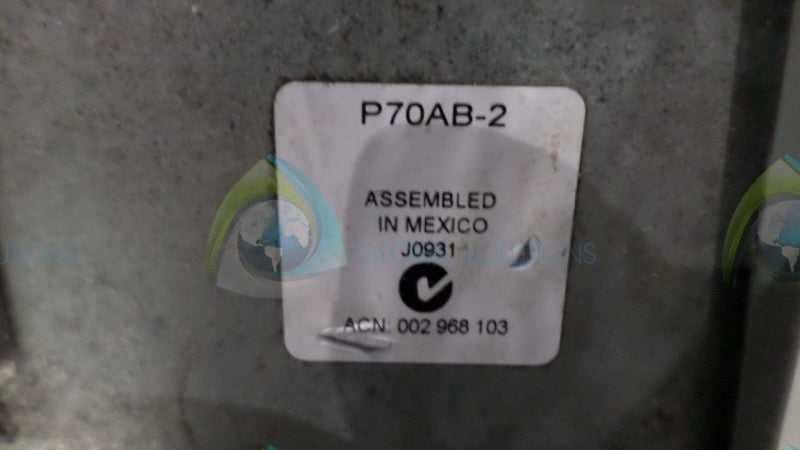 P70AB-2
ASSEMBLED
IN MEXICO
J0931
ACN: 002 968 103